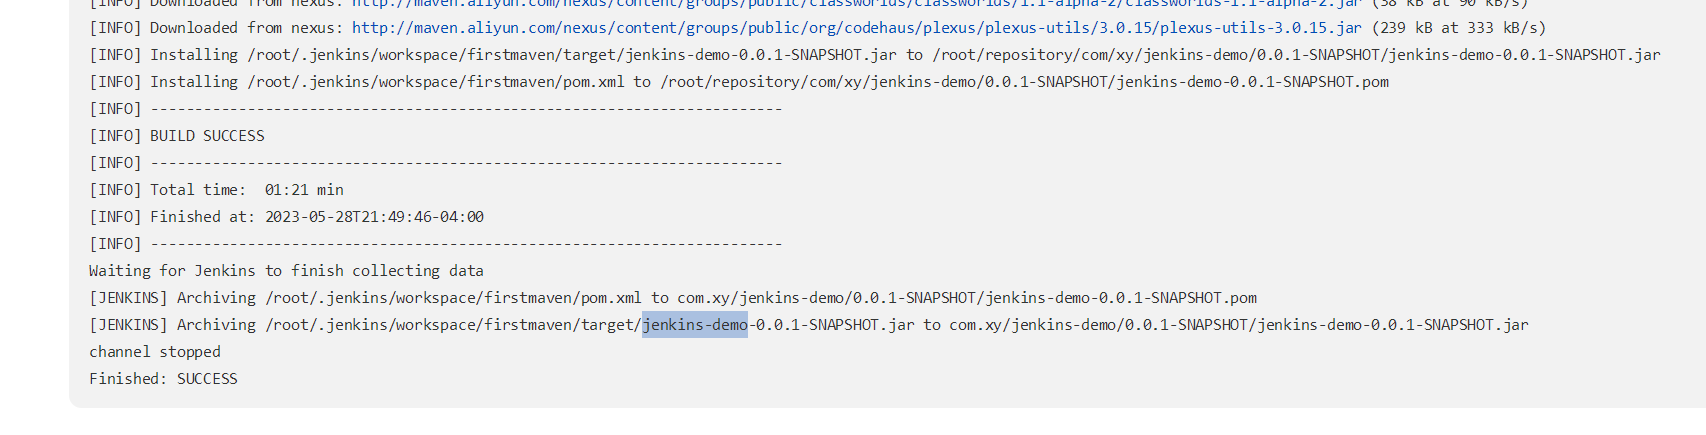 [INFO] Downloaded from nexus: http://maven.aliyun.com/nexus/content/groups/public/classworlds/classworlds/1.1-alpha-2/classworlds-1.1-alpha-2.jar (38 kB at 90 kB/s)
[INFO] Downloaded from nexus: http://maven.aliyun.com/nexus/content/groups/public/org/codehaus/plexus/plexus-utils/3.0.15/plexus-utils-3.0.15.jar (239 kB at 333 kB/s)
[INFO] Installing /root/.jenkins/workspace/firstmaven/target/jenkins-demo-0.0.1-SNAPSHOT.jar to /root/repository/com/xy/jenkins-demo/0.0.1-SNAPSHOT/jenkins-demo-0.0.1-SNAPSHOT.jar
[INFO] Installing /root/.jenkins/workspace/firstmaven/pom.xml to /root/repository/com/xy/jenkins-demo/0.0.1-SNAPSHOT/jenkins-demo-0.0.1-SNAPSHOT.pom
[INFO] ------------------------------------------------------------------------
[INFO] BUILD SUCCESS
[INFO] ------------------------------------------------------------------------
[INFO] Total time:  01:21 min
[INFO] Finished at: 2023-05-28T21:49:46-04:00
[INFO] ------------------------------------------------------------------------
Waiting for Jenkins to finish collecting data
[JENKINS] Archiving /root/.jenkins/workspace/firstmaven/pom.xml to com.xy/jenkins-demo/0.0.1-SNAPSHOT/jenkins-demo-0.0.1-SNAPSHOT.pom
[JENKINS] Archiving /root/.jenkins/workspace/firstmaven/target/jenkins-demo-0.0.1-SNAPSHOT.jar to com.xy/jenkins-demo/0.0.1-SNAPSHOT/jenkins-demo-0.0.1-SNAPSHOT.jar
channel stopped
Finished: SUCCESS